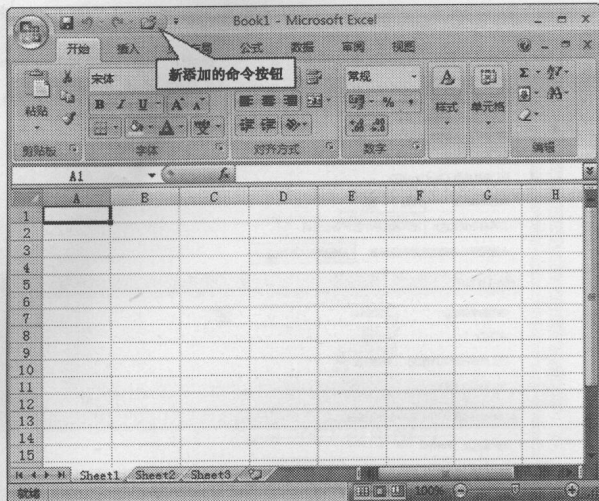 Book1 - Microsoft Excel
开始 插入 公式 数据 审阅 视图
新添加的命令按钮
宋体
常规
B I U A A
% ,
粘贴
样式 单元格
Σ
剪贴板 字体 对齐方式 数字 编辑
A1 fx
A B C D E F G H
1
2
3
4
5
6
7
8
9
10
11
12
13
14
15
Sheet1 Sheet2 Sheet3
就绪 100%